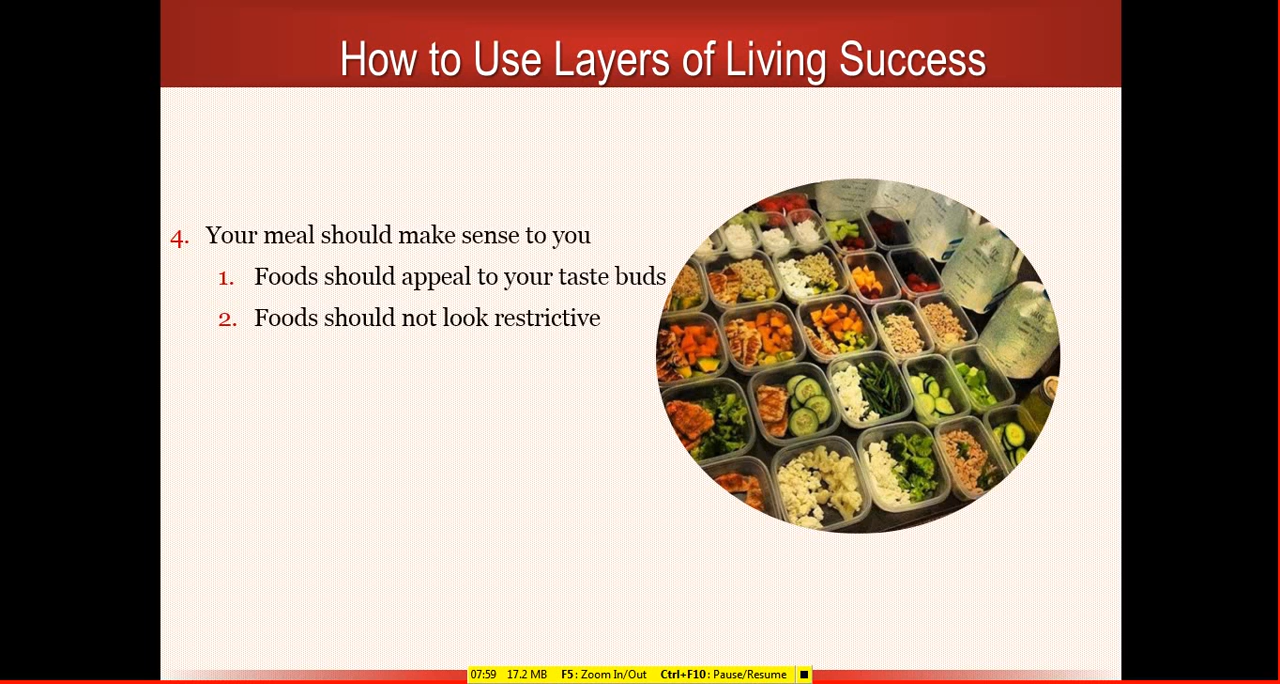 How to Use Layers of Living Success
4. Your meal should make sense to you
1. Foods should appeal to your taste buds
2. Foods should not look restrictive
07:59 17.2 MB F5: Zoom In/Out Ctrl+F10: Pause/Resume